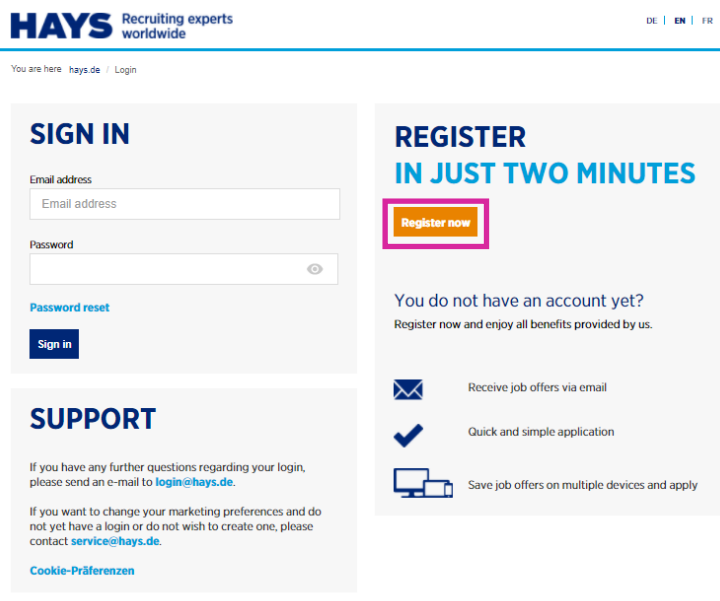 HAYS Recruiting experts
worldwide
DE | EN | FR
You are here hays.de / Login
SIGN IN
Email address
Email address
Password
Password reset
Sign in
SUPPORT
If you have any further questions regarding your login,
please send an e-mail to login@hays.de.
If you want to change your marketing preferences and do
not yet have a login or do not wish to create one, please
contact service@hays.de.
Cookie-Präferenzen
REGISTER
IN JUST TWO MINUTES
Register now
You do not have an account yet?
Register now and enjoy all benefits provided by us.
Receive job offers via email
Quick and simple application
Save job offers on multiple devices and apply